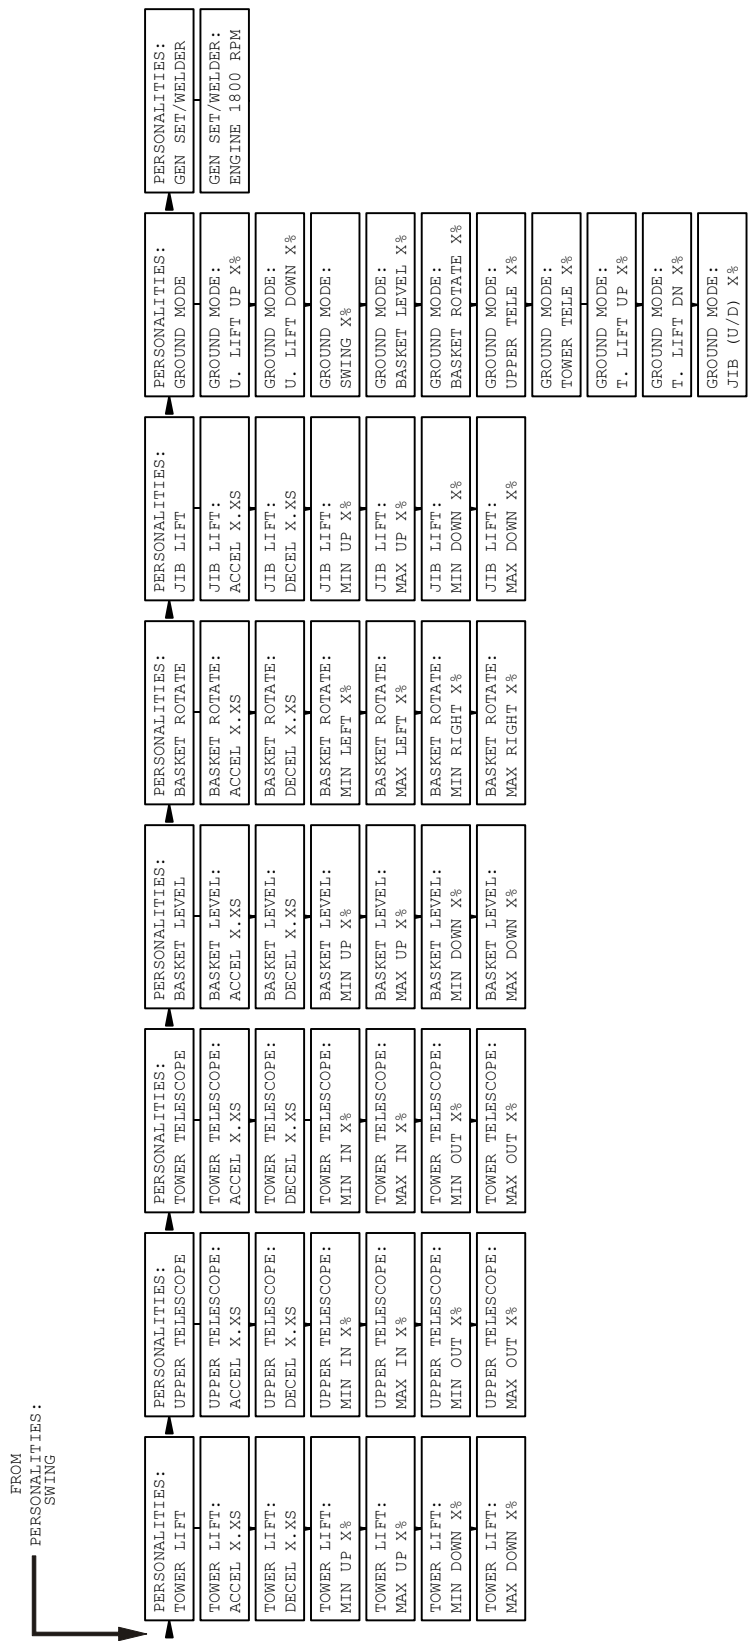 FROM
PERSONALITIES:
SWING
PERSONALITIES:
TOWER LIFT
TOWER LIFT:
ACCEL X.XS
TOWER LIFT:
DECEL X.XS
TOWER LIFT:
MIN UP X%
TOWER LIFT:
MAX UP X%
TOWER LIFT:
MIN DOWN X%
TOWER LIFT:
MAX DOWN X%
PERSONALITIES:
UPPER TELESCOPE
UPPER TELESCOPE:
ACCEL X.XS
UPPER TELESCOPE:
DECEL X.XS
UPPER TELESCOPE:
MIN IN X%
UPPER TELESCOPE:
MAX IN X%
UPPER TELESCOPE:
MIN OUT X%
UPPER TELESCOPE:
MAX OUT X%
PERSONALITIES:
TOWER TELESCOPE
TOWER TELESCOPE:
ACCEL X.XS
TOWER TELESCOPE:
DECEL X.XS
TOWER TELESCOPE:
MIN IN X%
TOWER TELESCOPE:
MAX IN X%
TOWER TELESCOPE:
MIN OUT X%
TOWER TELESCOPE:
MAX OUT X%
PERSONALITIES:
BASKET LEVEL
BASKET LEVEL:
ACCEL X.XS
BASKET LEVEL:
DECEL X.XS
BASKET LEVEL:
MIN UP X%
BASKET LEVEL:
MAX UP X%
BASKET LEVEL:
MIN DOWN X%
BASKET LEVEL:
MAX DOWN X%
PERSONALITIES:
BASKET ROTATE
BASKET ROTATE:
ACCEL X.XS
BASKET ROTATE:
DECEL X.XS
BASKET ROTATE:
MIN LEFT X%
BASKET ROTATE:
MAX LEFT X%
BASKET ROTATE:
MIN RIGHT X%
BASKET ROTATE:
MAX RIGHT X%
PERSONALITIES:
JIB LIFT
JIB LIFT:
ACCEL X.XS
JIB LIFT:
DECEL X.XS
JIB LIFT:
MIN UP X%
JIB LIFT:
MAX UP X%
JIB LIFT:
MIN DOWN X%
JIB LIFT:
MAX DOWN X%
PERSONALITIES:
GROUND MODE
GROUND MODE:
U. LIFT UP X%
GROUND MODE:
U. LIFT DOWN X%
GROUND MODE:
SWING X%
GROUND MODE:
BASKET LEVEL X%
GROUND MODE:
BASKET ROTATE X%
GROUND MODE:
UPPER TELE X%
GROUND MODE:
TOWER TELE X%
GROUND MODE:
T. LIFT UP X%
GROUND MODE:
T. LIFT DN X%
GROUND MODE:
JIB (U/D) X%
PERSONALITIES:
GEN SET/WELDER
GEN SET/WELDER:
ENGINE 1800 RPM